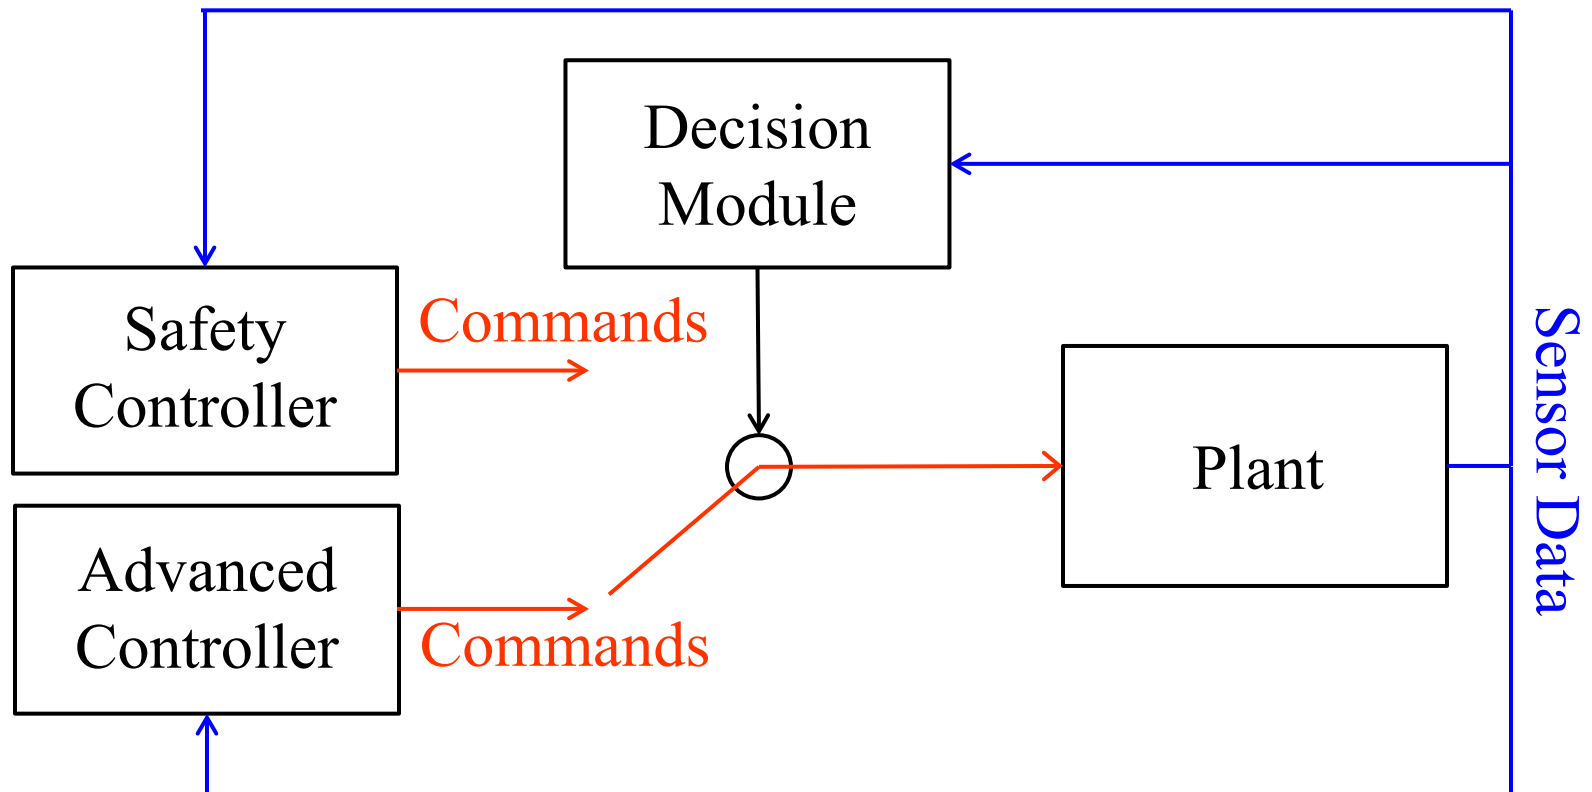 Decision
Module
Safety
Controller
Commands
Plant
Sensor Data
Advanced
Controller
Commands